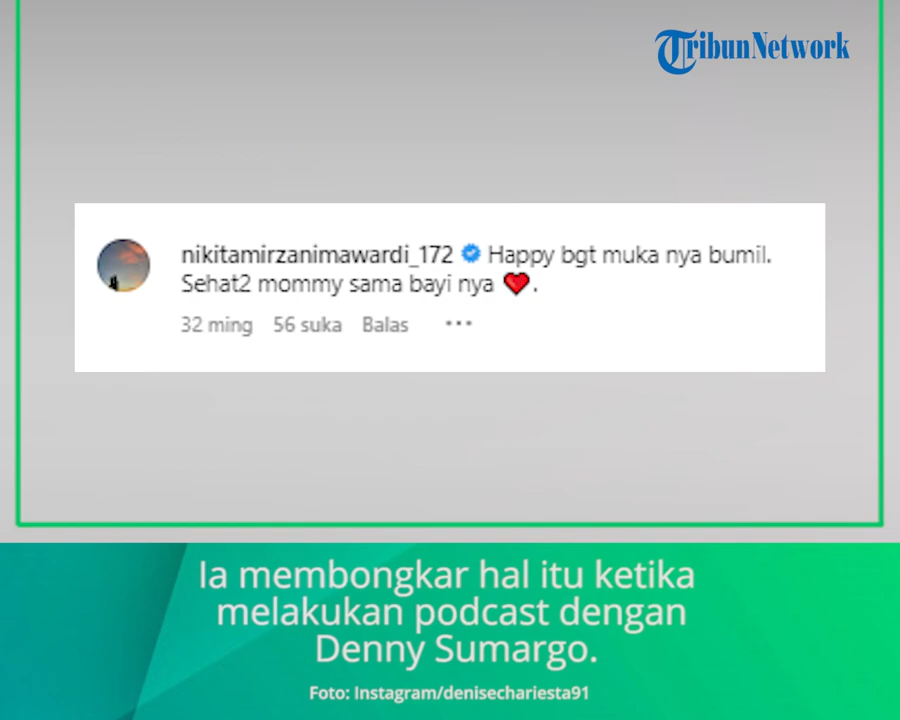 TribunNetwork
nikitamirzanimawardi_172 Happy bgt muka nya bumil.
Sehat2 mommy sama bayi nya ❤️.
32 ming 56 suka Balas ...
Ia membongkar hal itu ketika
melakukan podcast dengan
Denny Sumargo.
Foto: Instagram/denisechariesta91